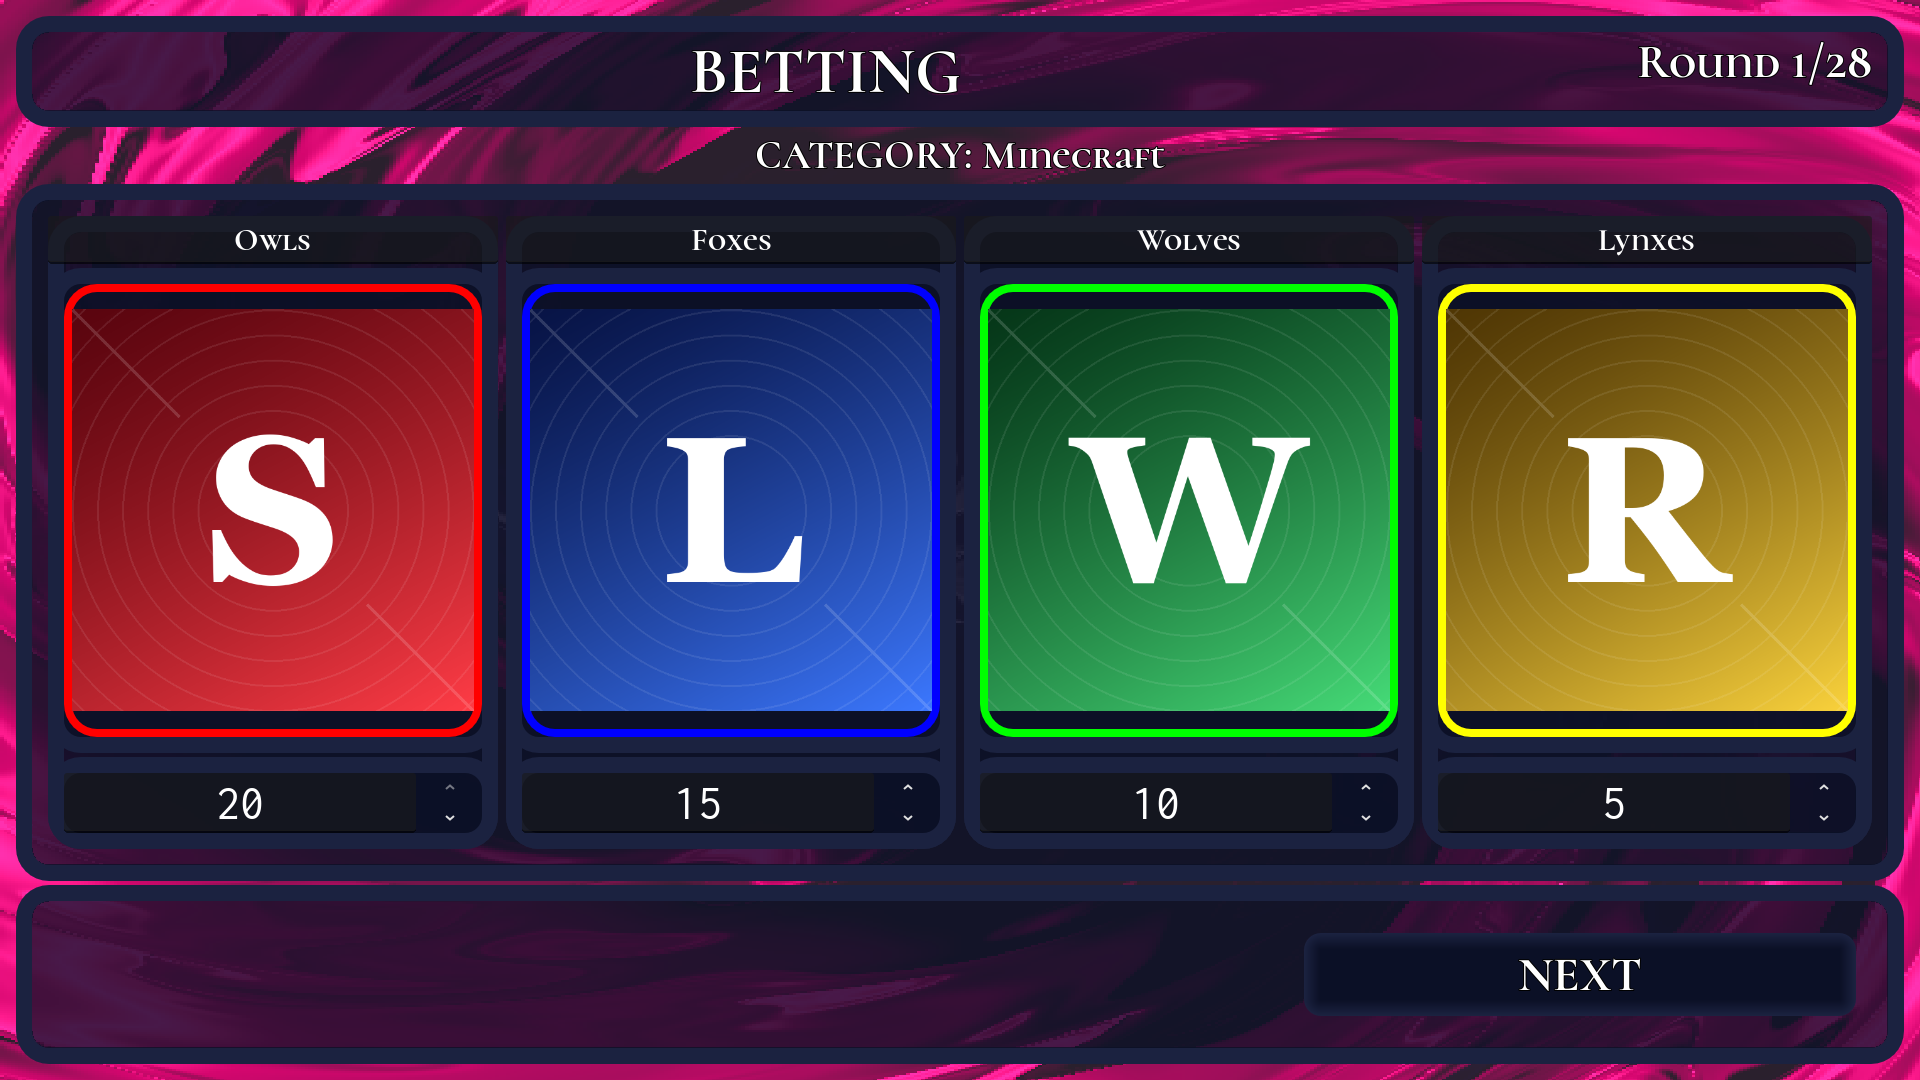 BETTING
Round 1/28
CATEGORY: Minecraft
Owls
Foxes
Wolves
Lynxes
S
L
W
R
20
15
10
5
NEXT